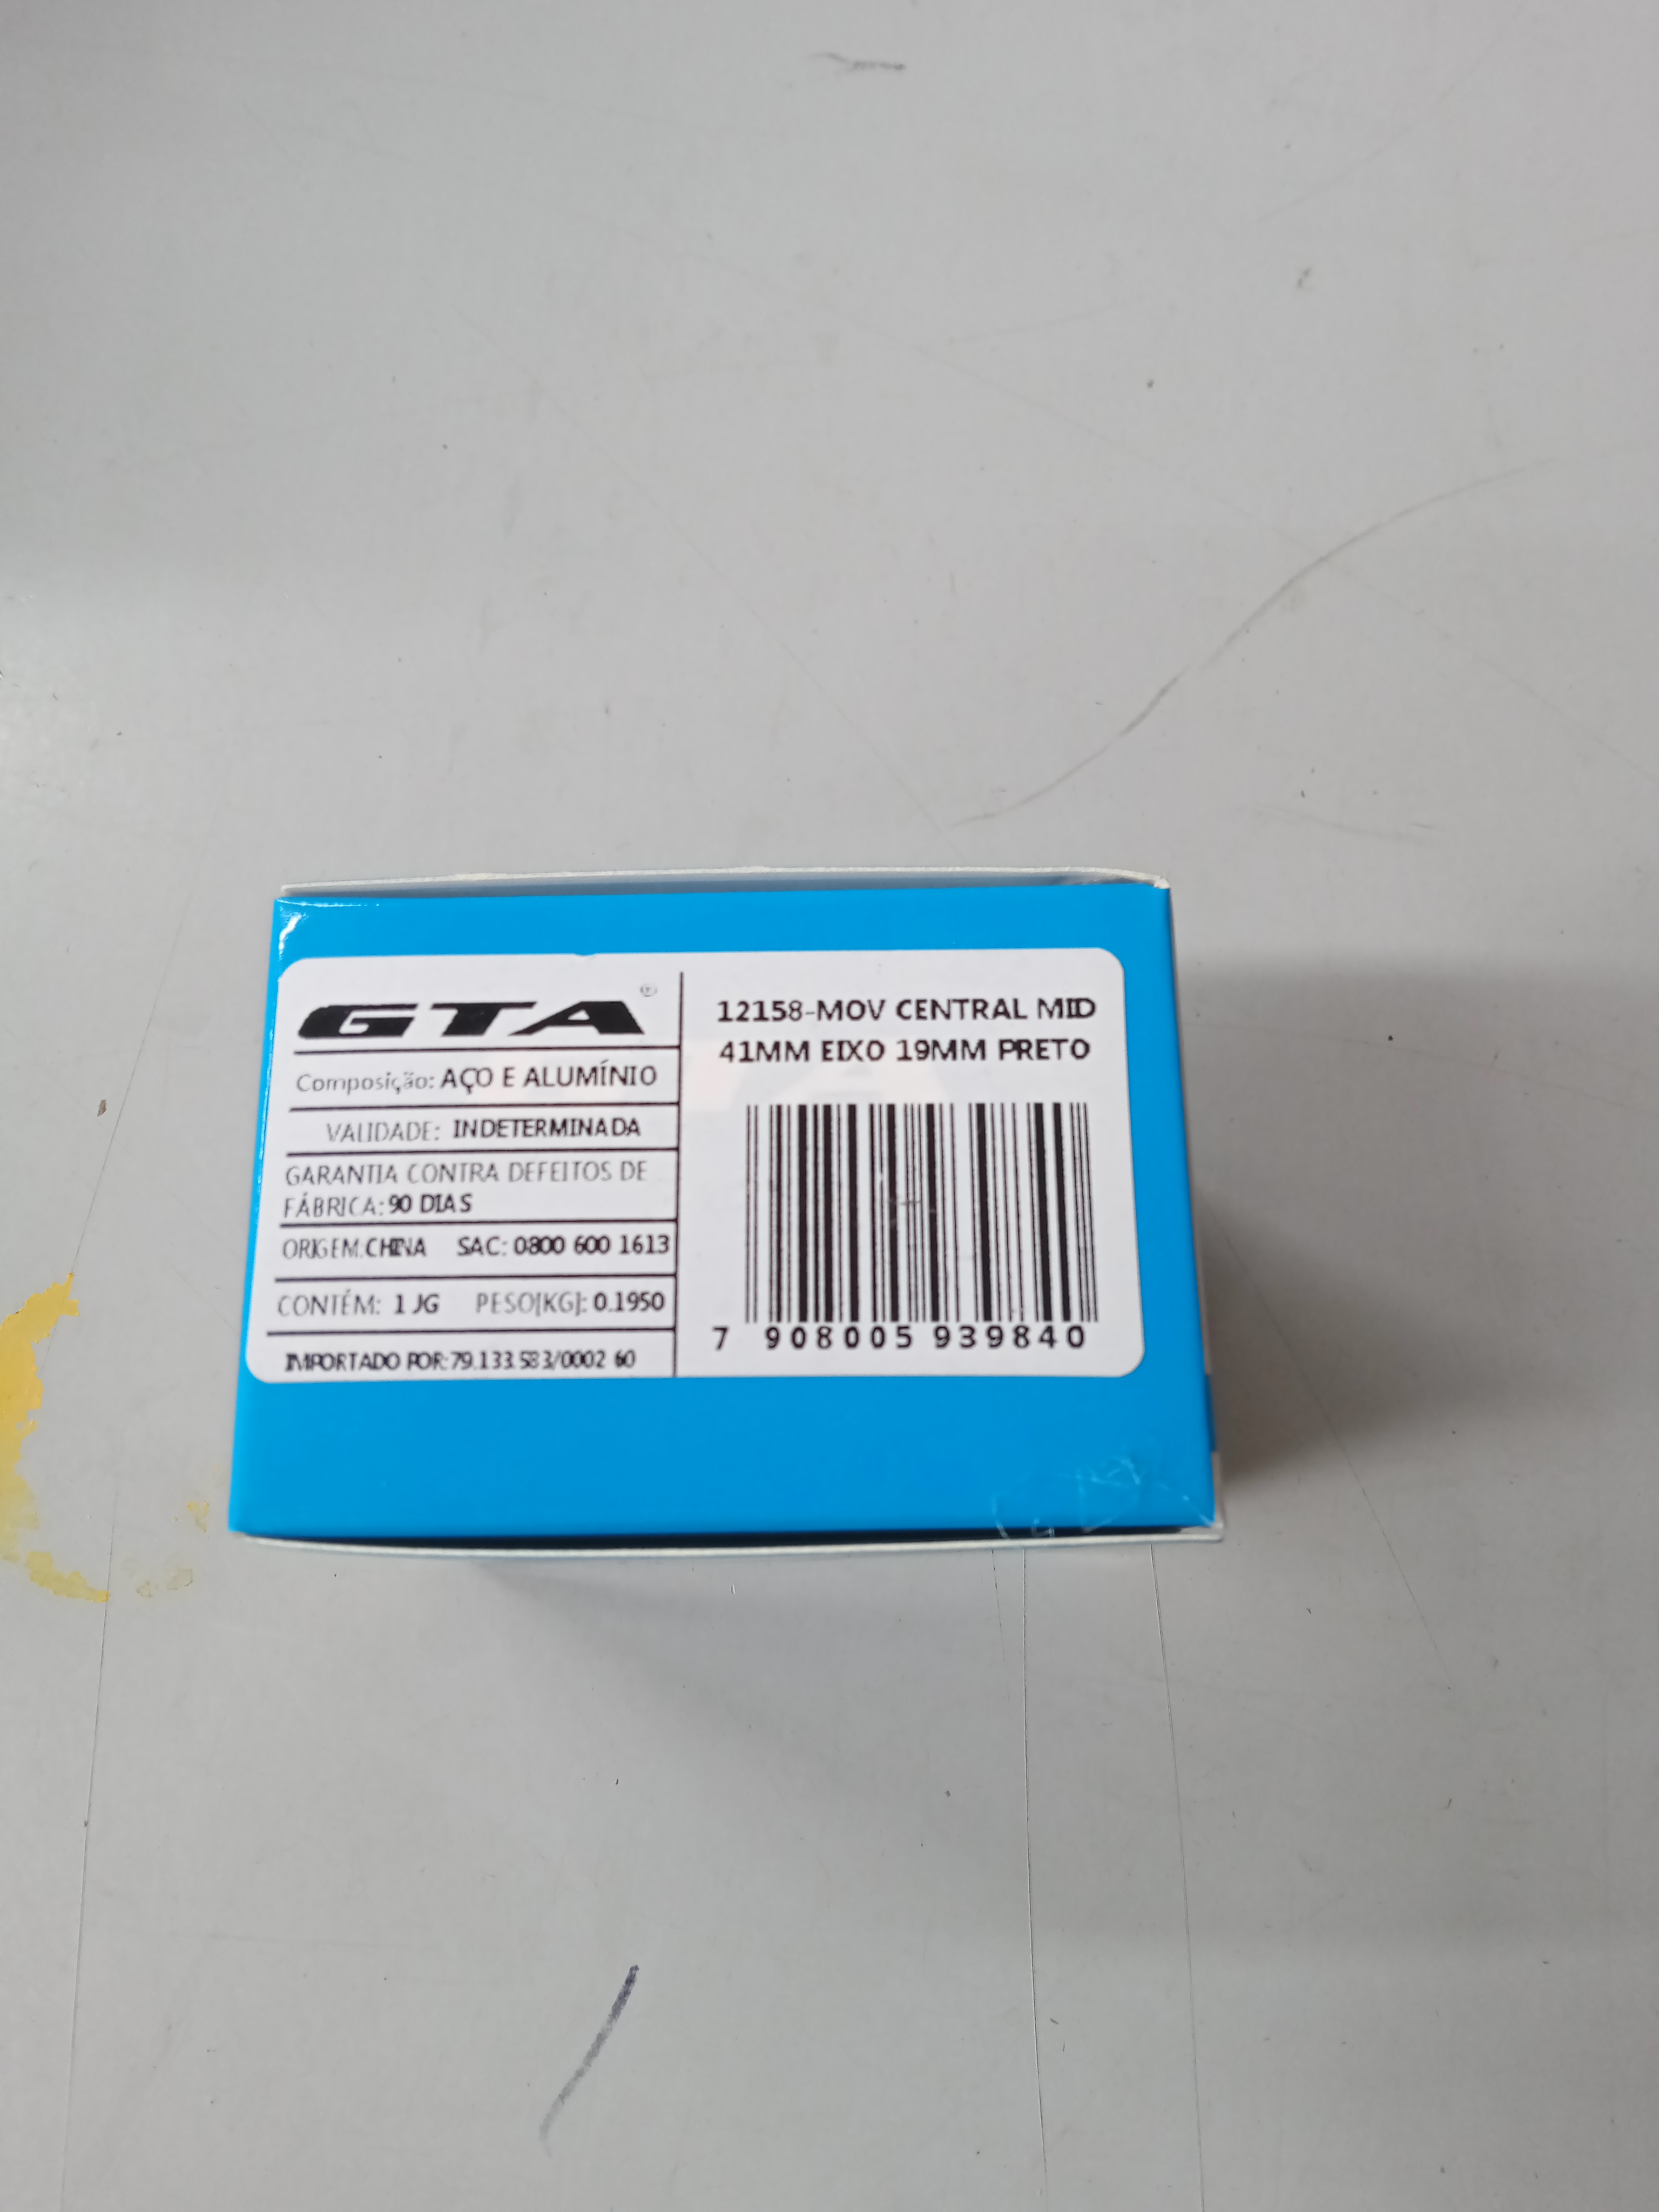 GTA®
Composição: AÇO E ALUMÍNIO
VALIDADE: INDETERMINADA
GARANTIA CONTRA DEFEITOS DE
FÁBRICA: 90 DIAS
ORIGEM: CHINA SAC: 0800 600 1613
CONTÉM: 1 JG PESO[KG]: 0.1950
IMPORTADO POR: 79.133.583/0002 60
12158-MOV CENTRAL MID
41MM EIXO 19MM PRETO
7 908005 939840